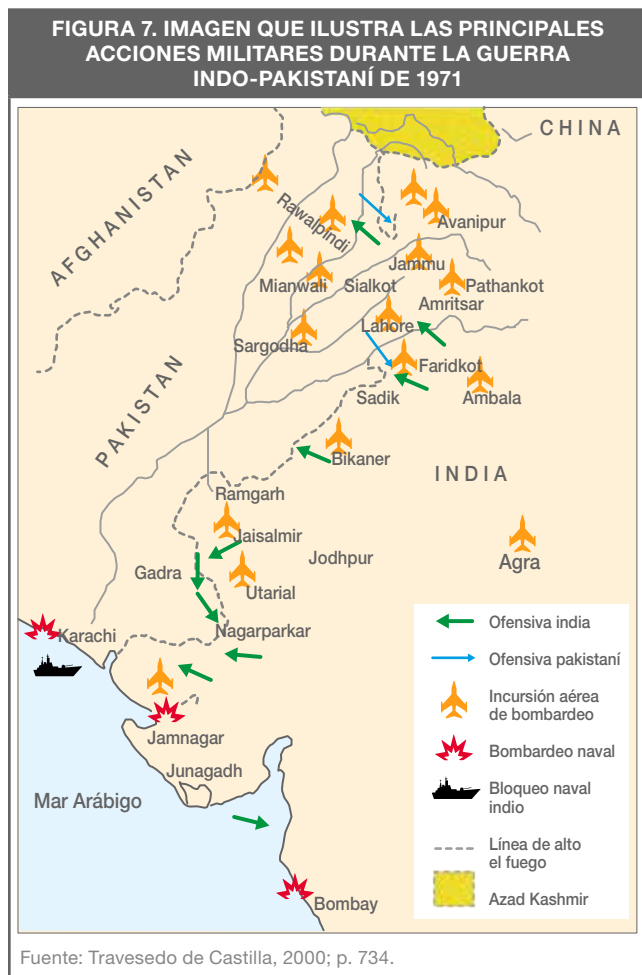 FIGURA 7. IMAGEN QUE ILUSTRA LAS PRINCIPALES
ACCIONES MILITARES DURANTE LA GUERRA
INDO-PAKISTANÍ DE 1971
CHINA
AFGHANISTAN
Rawalpindi
Avanipur
Jammu
Mianwali
Sialkot
Pathankot
Amritsar
Lahore
Sargodha
Faridkot
PAKISTAN
Sadik
Ambala
Bikaner
INDIA
Ramgarh
Jaisalmir
Jodhpur
Agra
Gadra
Utarial
Nagarparkar
Karachi
Jamnagar
Junagadh
Mar Arábigo
Bombay
Ofensiva india
Ofensiva pakistaní
Incursión aérea
de bombardeo
Bombardeo naval
Bloqueo naval
indio
Línea de alto
el fuego
Azad Kashmir
Fuente: Travesedo de Castilla, 2000; p. 734.